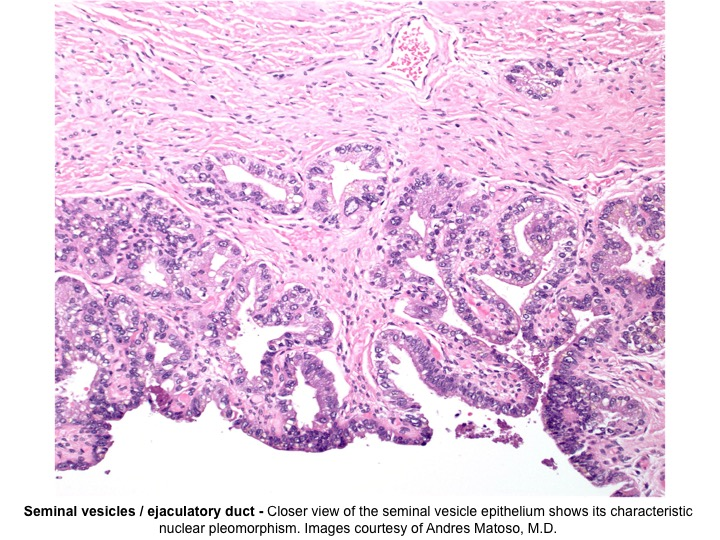 Seminal vesicles / ejaculatory duct - Closer view of the seminal vesicle epithelium shows its characteristic
nuclear pleomorphism. Images courtesy of Andres Matoso, M.D.